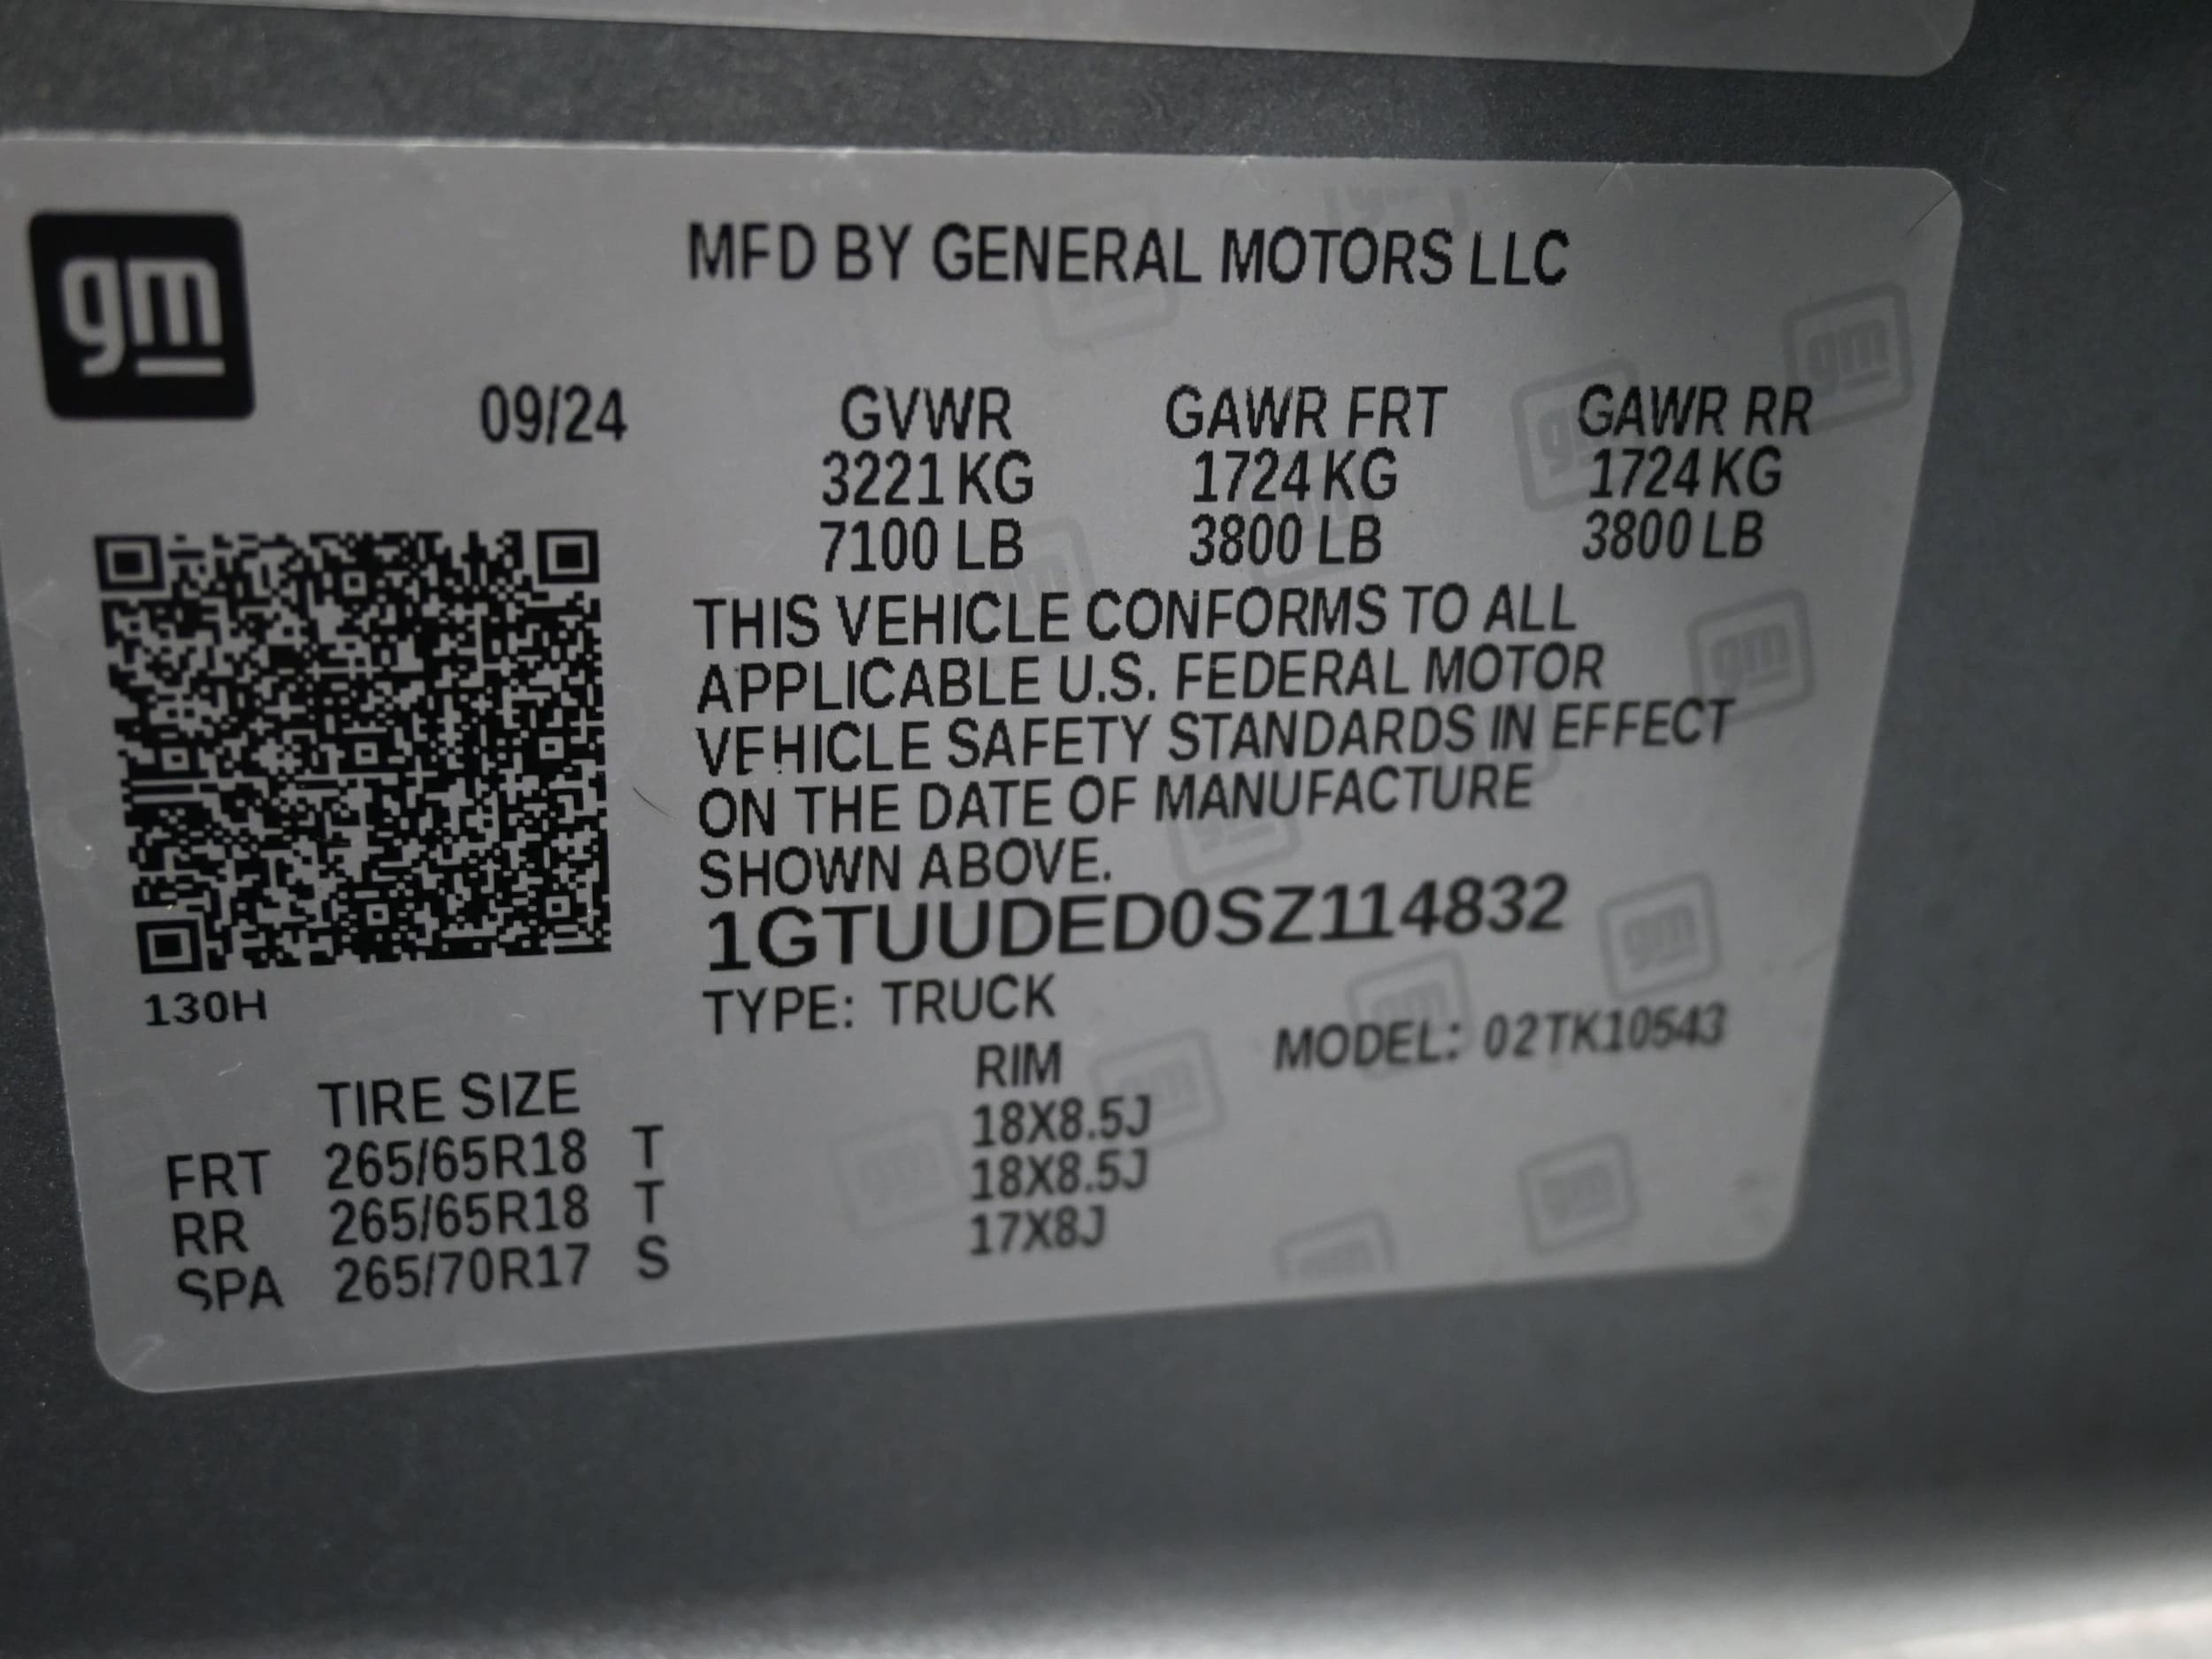 gm
MFD BY GENERAL MOTORS LLC
09/24 GVWR GAWR FRT GAWR RR
3221 KG 1724 KG 1724 KG
7100 LB 3800 LB 3800 LB
THIS VEHICLE CONFORMS TO ALL
APPLICABLE U.S. FEDERAL MOTOR
VEHICLE SAFETY STANDARDS IN EFFECT
ON THE DATE OF MANUFACTURE
SHOWN ABOVE.
1GTUUDED0SZ114832
130H
TYPE: TRUCK
MODEL: 02TK10543
TIRE SIZE RIM
FRT 265/65R18 T 18X8.5J
RR 265/65R18 T 18X8.5J
SPA 265/70R17 S 17X8J